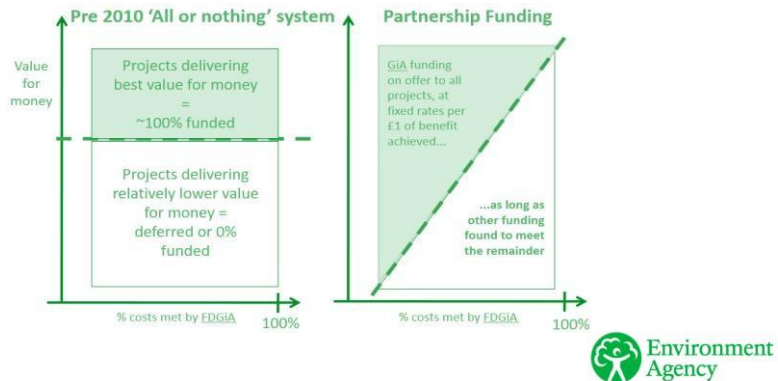 Pre 2010 'All or nothing' system
Value
for
money
Projects delivering
best value for money
=
~100% funded
Projects delivering
relatively lower value
for money =
deferred or 0%
funded
% costs met by FDGiA
100%
Partnership Funding
GiA funding
on offer to all
projects, at
fixed rates per
£1 of benefit
achieved...
...as long as
other funding
found to meet
the remainder
% costs met by FDGiA
100%
Environment
Agency